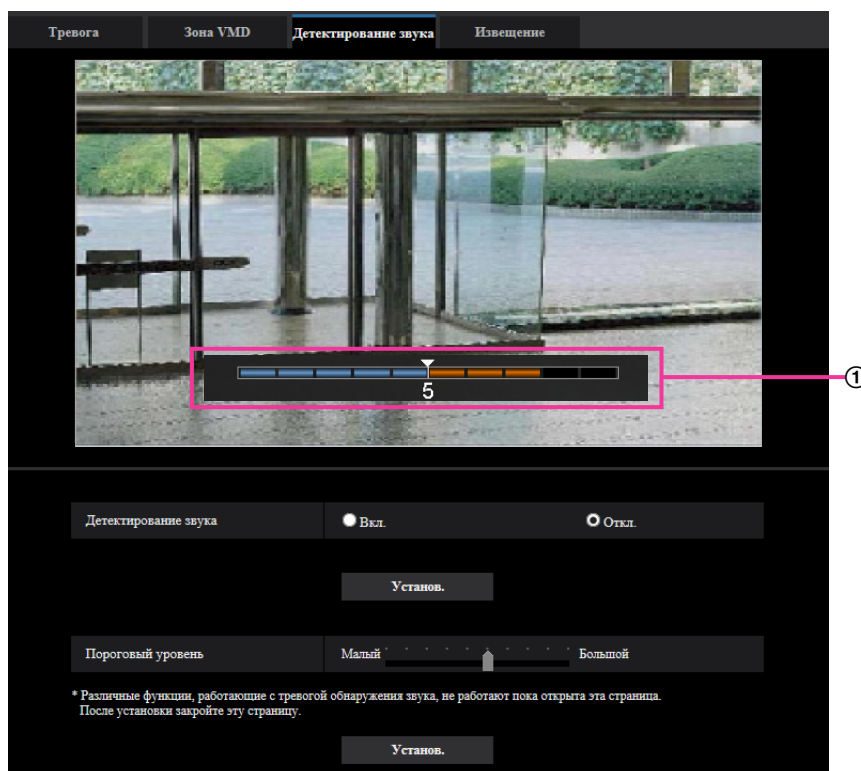 Тревога Зона VMD Детектирование звука Извещение
5
①
Детектирование звука Вкл. Откл.
Установ.
Пороговый уровень Малый Большой
* Различные функции, работающие с тревогой обнаружения звука, не работают пока открыта эта страница.
После установки закройте эту страницу.
Установ.